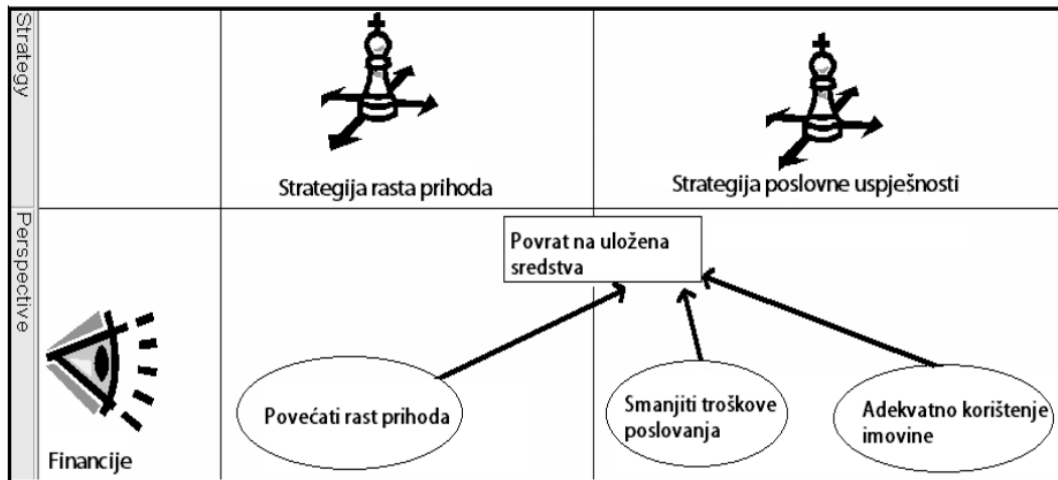 Strategy
Strategija rasta prihoda
Strategija poslovne uspješnosti
Perspective
Povrat na uložena
sredstva
Povećati rast prihoda
Smanjiti troškove
poslovanja
Adekvatno korištenje
imovine
Financije